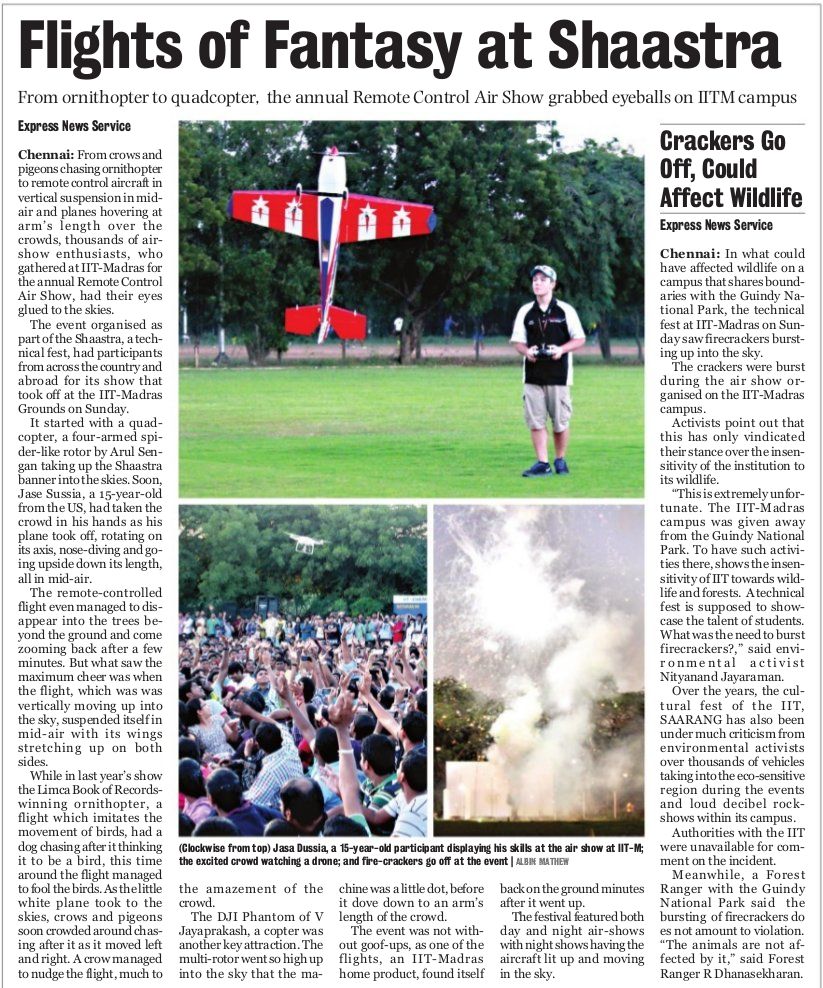 Flights of Fantasy at Shaastra
From ornithopter to quadcopter, the annual Remote Control Air Show grabbed eyeballs on IITM campus
Express News Service
Chennai: From crows and
pigeons chasing ornithopter
to remote control aircraft in
vertical suspension in mid-
air and planes hovering at
arm's length over the
crowds, thousands of air-
show enthusiasts, who
gathered at IIT-Madras for
the annual Remote Control
Air Show, had their eyes
glued to the skies.
The event organised as
part of the Shaastra, a tech-
nical fest, had participants
from across the country and
abroad for its show that
took off at the IIT-Madras
Grounds on Sunday.
It started with a quad-
copter, a four-armed spi-
der-like rotor by Arul Sen-
gan taking up the Shaastra
banner into the skies. Soon,
Jase Sussia, a 15-year-old
from the US, had taken the
crowd in his hands as his
plane took off, rotating on
its axis, nose-diving and go-
ing upside down its length,
all in mid-air.
The remote-controlled
flight even managed to dis-
appear into the trees be-
yond the ground and come
zooming back after a few
minutes. But what saw the
maximum cheer was when
the flight, which was was
vertically moving up into
the sky, suspended itself in
mid-air with its wings
stretching up on both
sides.
While in last year's show
the Limca Book of Records-
winning ornithopter, a
flight which imitates the
movement of birds, had a
dog chasing after it thinking
it to be a bird, this time
around the flight managed
to fool the birds. As the little
white plane took to the
skies, crows and pigeons
soon crowded around chas-
ing after it as it moved left
and right. A crow managed
to nudge the flight, much to
(Clockwise from top) Jasa Dussia, a 15-year-old participant displaying his skills at the air show at IIT-M;
the excited crowd watching a drone; and fire-crackers go off at the event | ALBIN MATHEW
the amazement of the
crowd.
The DJI Phantom of V
Jayaprakash, a copter was
another key attraction. The
multi-rotor went so high up
into the sky that the ma-
chine was a little dot, before
it dove down to an arm's
length of the crowd.
The event was not with-
out goof-ups, as one of the
flights, an IIT-Madras
home product, found itself
back on the ground minutes
after it went up.
The festival featured both
day and night air-shows
with night shows having the
aircraft lit up and moving
in the sky.
Crackers Go
Off, Could
Affect Wildlife
Express News Service
Chennai: In what could
have affected wildlife on a
campus that shares bound-
aries with the Guindy Na-
tional Park, the technical
fest at IIT-Madras on Sun-
day saw firecrackers burst-
ing up into the sky.
The crackers were burst
during the air show or-
ganised on the IIT-Madras
campus.
Activists point out that
this has only vindicated
their stance over the insen-
sitivity of the institution to
its wildlife.
“This is extremely unfor-
tunate. The IIT-Madras
campus was given away
from the Guindy National
Park. To have such activi-
ties there, shows the insen-
sitivity of IIT towards wild-
life and forests. A technical
fest is supposed to show-
case the talent of students.
What was the need to burst
firecrackers?,” said envi-
ronmental activist
Nityanand Jayaraman.
Over the years, the cul-
tural fest of the IIT,
SAARANG has also been
under much criticism from
environmental activists
over thousands of vehicles
taking into the eco-sensitive
region during the events
and loud decibel rock-
shows within its campus.
Authorities with the IIT
were unavailable for com-
ment on the incident.
Meanwhile, a Forest
Ranger with the Guindy
National Park said the
bursting of firecrackers do
es not amount to violation.
“The animals are not af-
fected by it,” said Forest
Ranger R Dhanasekharan.